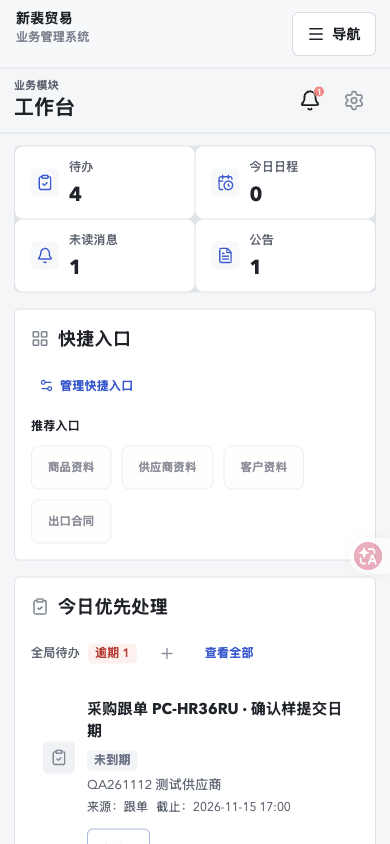 新裴贸易
业务管理系统
导航
业务模块
工作台
1
待办
4
今日日程
0
未读消息
1
公告
1
快捷入口
管理快捷入口
推荐入口
商品资料
供应商资料
客户资料
出口合同
今日优先处理
全局待办 逾期 1 查看全部
采购跟单 PC-HR36RU · 确认样提交日
期
未到期
QA261112 测试供应商
来源：跟单 截止：2026-11-15 17:00